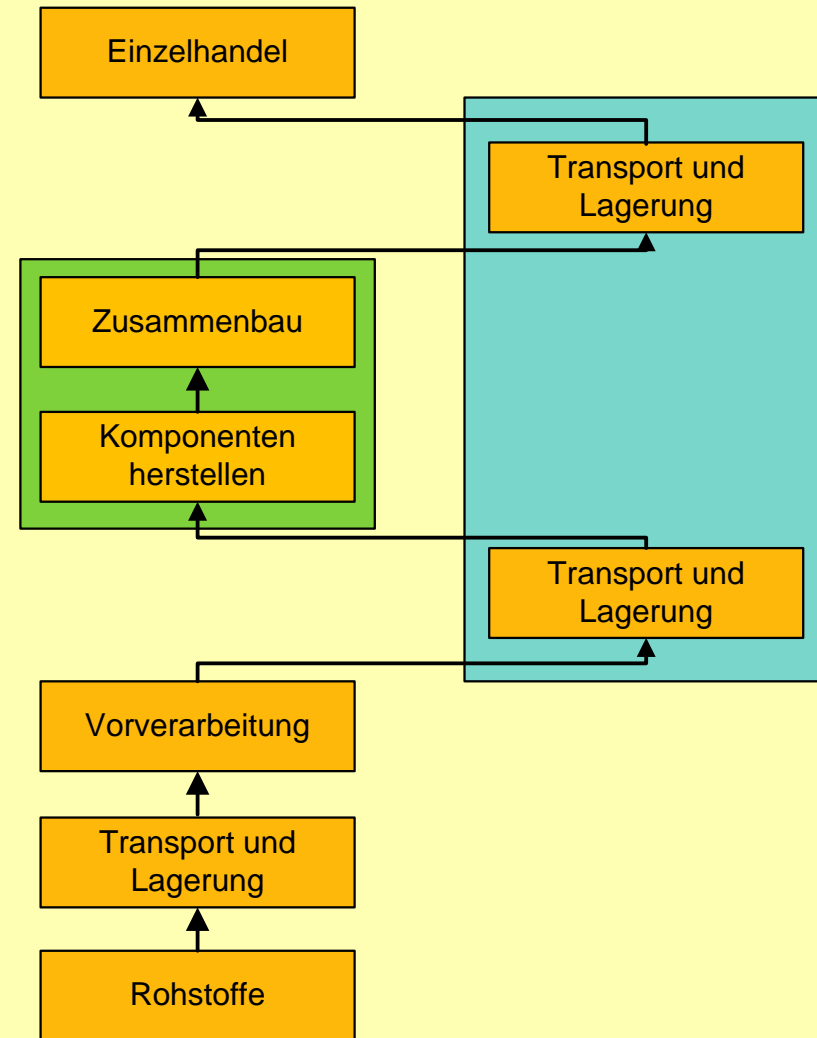 Einzelhandel
Transport und
Lagerung
Zusammenbau
Komponenten
herstellen
Transport und
Lagerung
Vorverarbeitung
Transport und
Lagerung
Rohstoffe